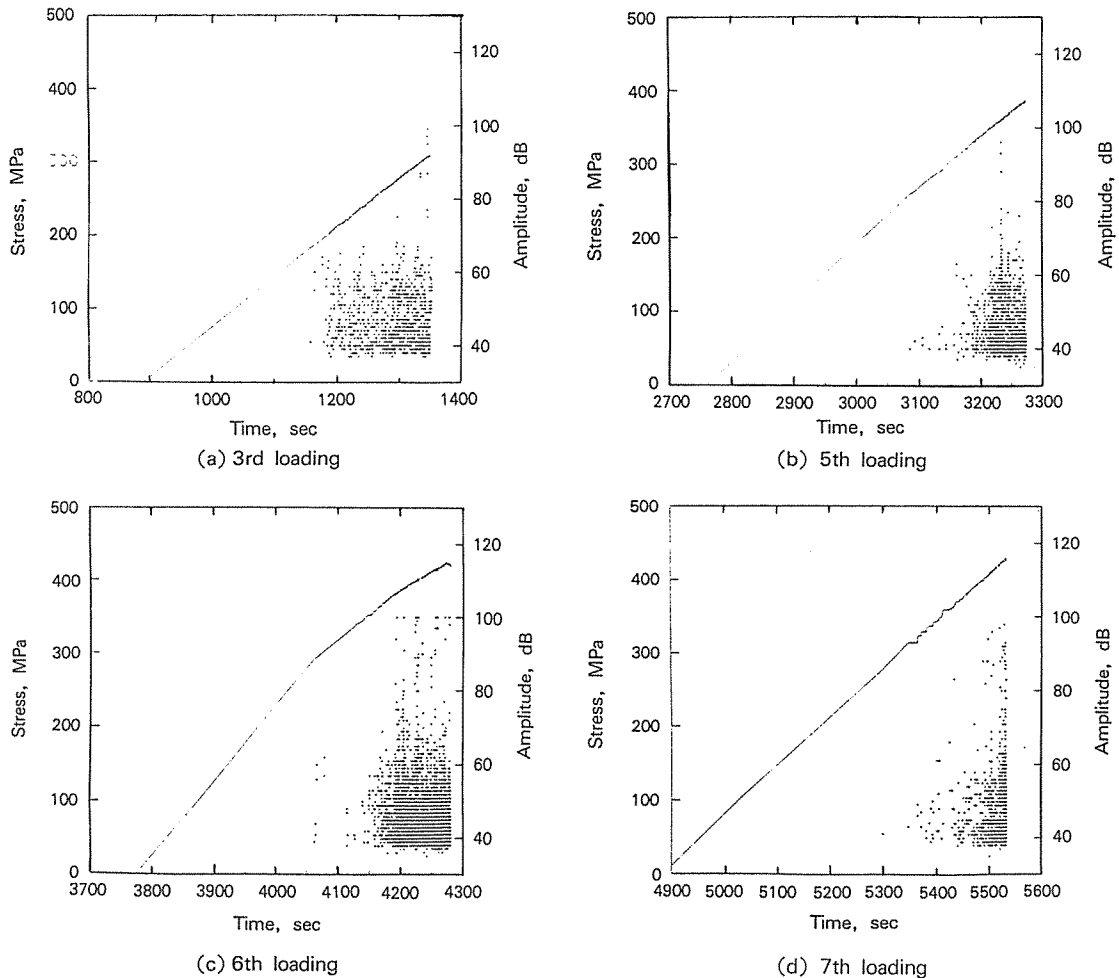 500
400
300
200
100
0
Stress, MPa
120
100
80
60
40
Amplitude, dB
800 1000 1200 1400
Time, sec
(a) 3rd loading
500
400
300
200
100
0
Stress, MPa
120
100
80
60
40
Amplitude, dB
2700 2800 2900 3000 3100 3200 3300
Time, sec
(b) 5th loading
500
400
300
200
100
0
Stress, MPa
120
100
80
60
40
Amplitude, dB
3700 3800 3900 4000 4100 4200 4300
Time, sec
(c) 6th loading
500
400
300
200
100
0
Stress, MPa
120
100
80
60
40
Amplitude, dB
4900 5000 5100 5200 5300 5400 5500 5600
Time, sec
(d) 7th loading